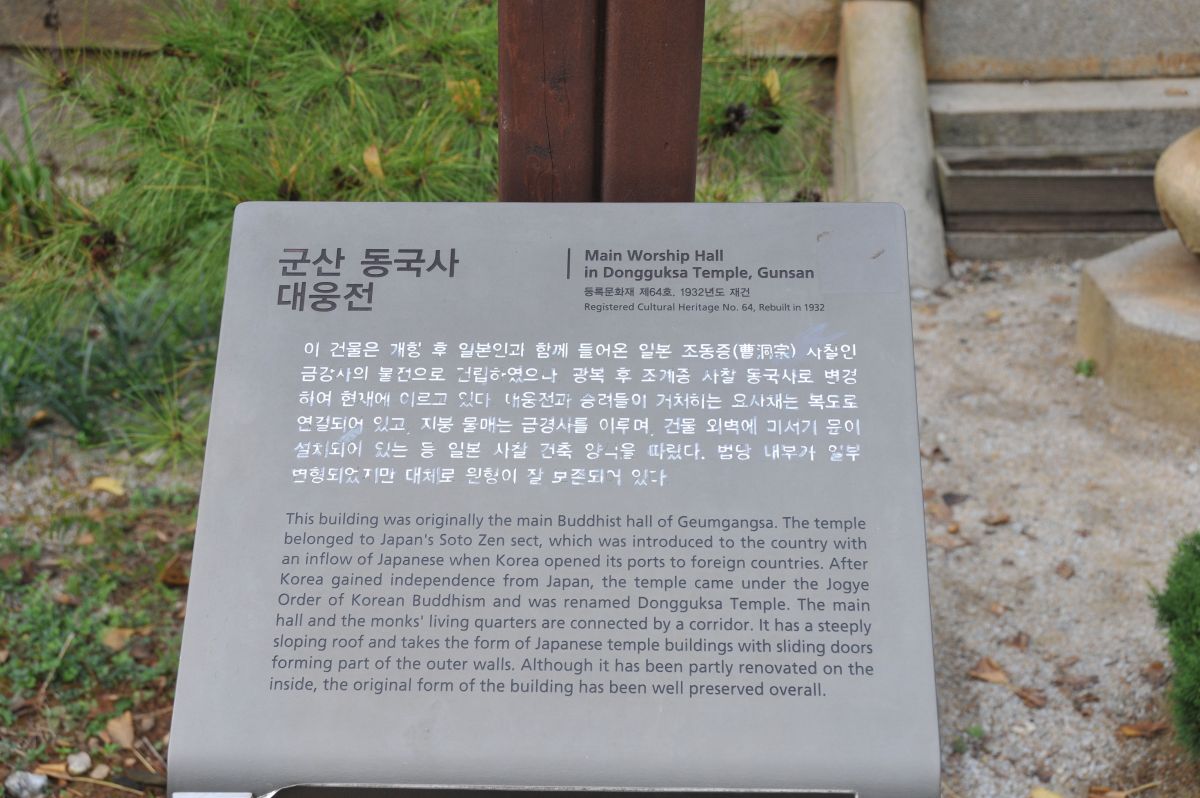 군산 동국사
대웅전
Main Worship Hall
in Dongguksa Temple, Gunsan
등록문화재 제64호, 1932년도 재건
Registered Cultural Heritage No. 64, Rebuilt in 1932
이 건물은 개항 후 일본인과 함께 들어온 일본 조동종(曹洞宗) 사찰인
금강사의 불전으로 건립하였으나 광복 후 조계종 사찰 동국사로 변경
하여 현재에 이르고 있다. 대웅전과 승려들이 거처하는 요사채는 복도로
연결되어 있고, 지붕 물매는 급경사를 이루며, 건물 외벽에 미서기 문이
설치되어 있는 등 일본 사찰 건축 양식을 따랐다. 법당 내부가 일부
변형되었지만 대체로 원형이 잘 보존되어 있다.
This building was originally the main Buddhist hall of Geumgangsa. The temple
belonged to Japan's Soto Zen sect, which was introduced to the country with
an inflow of Japanese when Korea opened its ports to foreign countries. After
Korea gained independence from Japan, the temple came under the Jogye
Order of Korean Buddhism and was renamed Dongguksa Temple. The main
hall and the monks' living quarters are connected by a corridor. It has a steeply
sloping roof and takes the form of Japanese temple buildings with sliding doors
forming part of the outer walls. Although it has been partly renovated on the
inside, the original form of the building has been well preserved overall.